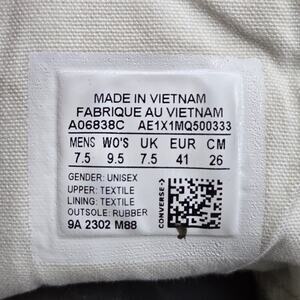 MADE IN VIETNAM
FABRIQUE AU VIETNAM
A06838C AE1X1MQ500333
MENS WO'S UK EUR CM
7.5 9.5 7.5 41 26
GENDER: UNISEX
UPPER: TEXTILE
LINING: TEXTILE
OUTSOLE: RUBBER
9A 2302 M88
CONVERSE